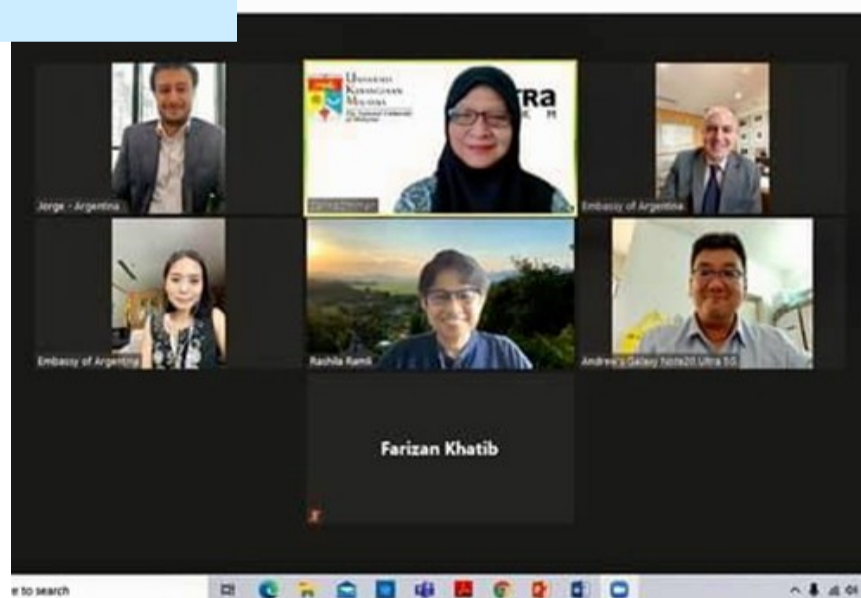 Universiti
Kebangsaan
Malaysia
The National University
of Malaysia
Jorge - Argentina
Embassy of Argentina
Embassy of Argentina
Rashila Ramli
Andrew's Galaxy Note20 Ultra 5G
Farizan Khatib
e to search